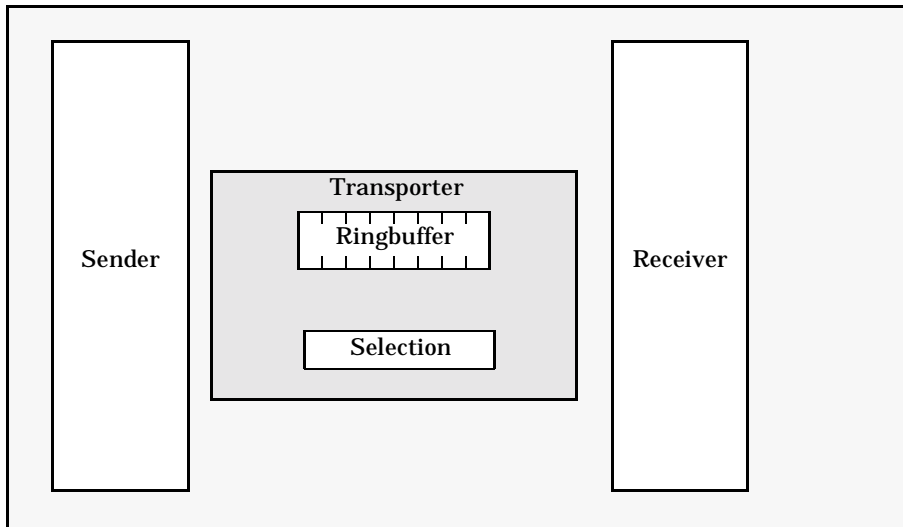 Transporter
Ringbuffer
Sender
Receiver
Selection